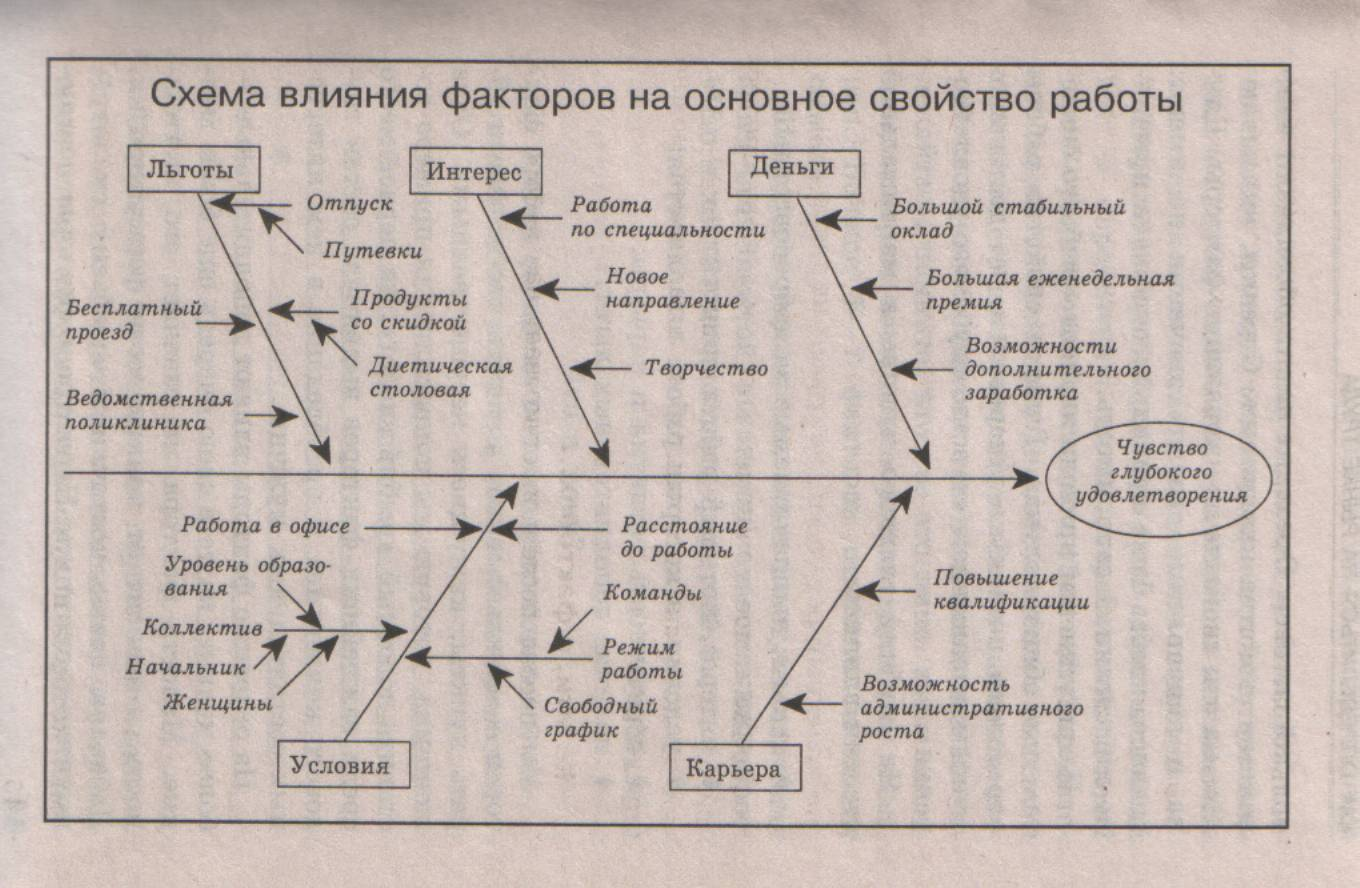 Схема влияния факторов на основное свойство работы
Льготы
Отпуск
Путевки
Бесплатный
проезд
Продукты
со скидкой
Диетическая
столовая
Ведомственная
поликлиника
Интерес
Работа
по специальности
Новое
направление
Творчество
Деньги
Большой стабильный
оклад
Большая еженедельная
премия
Возможности
дополнительного
заработка
Чувство
глубокого
удовлетворения
Работа в офисе
Расстояние
до работы
Уровень образо-
вания
Коллектив
Начальник
Женщины
Команды
Режим
работы
Свободный
график
Условия
Повышение
квалификации
Возможность
административного
роста
Карьера